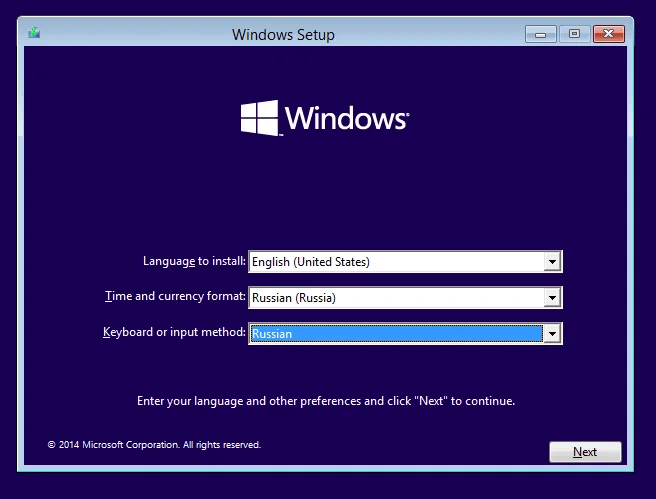 Windows Setup
Windows
Language to install: English (United States)
Time and currency format: Russian (Russia)
Keyboard or input method: Russian
Enter your language and other preferences and click "Next" to continue.
© 2014 Microsoft Corporation. All rights reserved.
Next